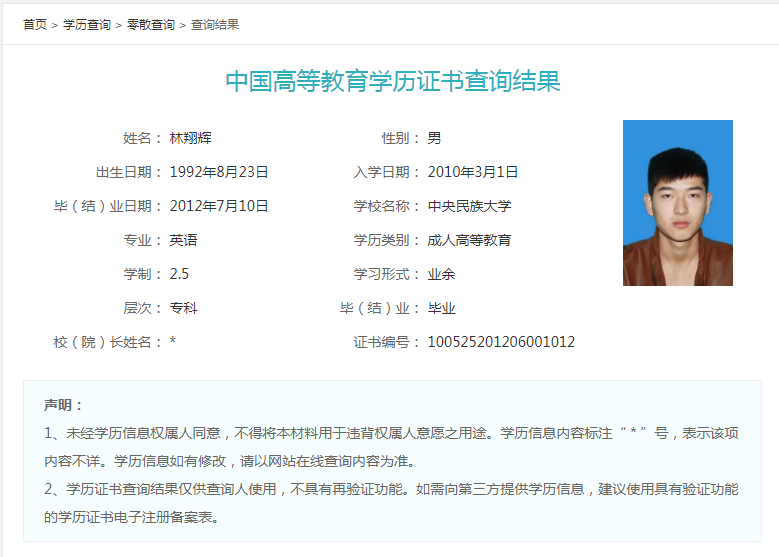 首页 > 学历查询 > 零散查询 > 查询结果
中国高等教育学历证书查询结果
姓名： 林翔辉 性别： 男
出生日期： 1992年8月23日 入学日期： 2010年3月1日
毕（结）业日期： 2012年7月10日 学校名称： 中央民族大学
专业： 英语 学历类别： 成人高等教育
学制： 2.5 学习形式： 业余
层次： 专科 毕（结）业： 毕业
校（院）长姓名： * 证书编号： 100525201206001012
声明：
1、未经学历信息权属人同意，不得将本材料用于违背权属人意愿之用途。学历信息内容标注“ * ”号，表示该项
内容不详。学历信息如有修改，请以网站在线查询内容为准。
2、学历证书查询结果仅供查询人使用，不具有再验证功能。如需向第三方提供学历信息，建议使用具有验证功能
的学历证书电子注册备案表。